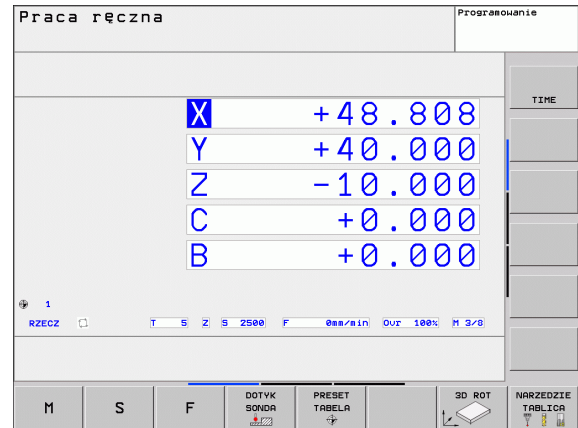 Praca ręczna
Programowanie
TIME
X +48.808
Y +40.000
Z -10.000
C +0.000
B +0.000
1
RZECZ T 5 Z S 2500 F 0mm/min Ovr 100% M 3/8
M
S
F
DOTYK
SONDA
PRESET
TABELA
3D ROT
NARZEDZIE
TABLICA